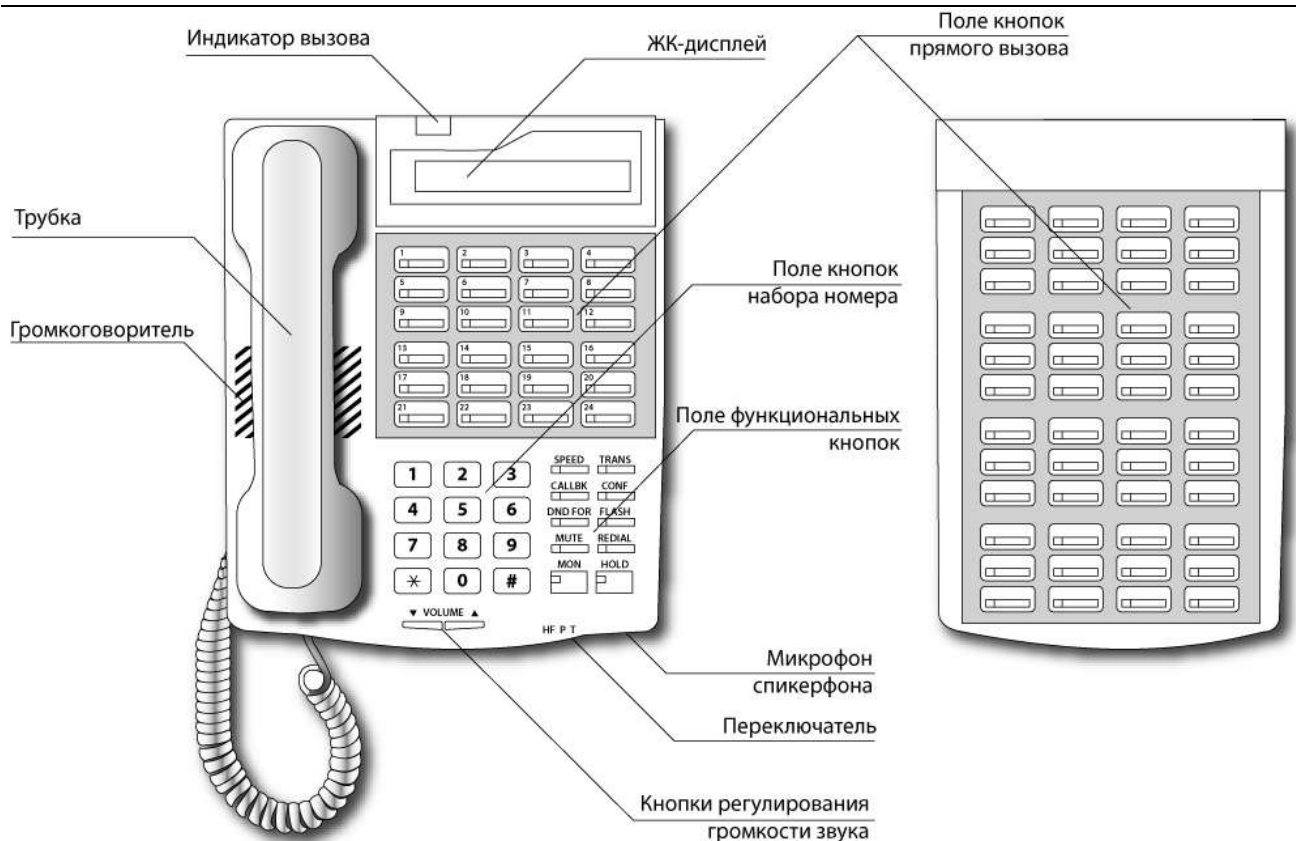 Индикатор вызова
ЖК-дисплей
Поле кнопок
прямого вызова
Трубка
Громкоговоритель
1 2 3 4
5 6 7 8
9 10 11 12
13 14 15 16
17 18 19 20
21 22 23 24
Поле кнопок
набора номера
Поле функциональных
кнопок
SPEED TRANS
1 2 3
CALLBK CONF
4 5 6
DND FOR FLASH
7 8 9
MUTE REDIAL
* 0 #
MON HOLD
▼ VOLUME ▲
HF P T
Микрофон
спикерфона
Переключатель
Кнопки регулирования
громкости звука